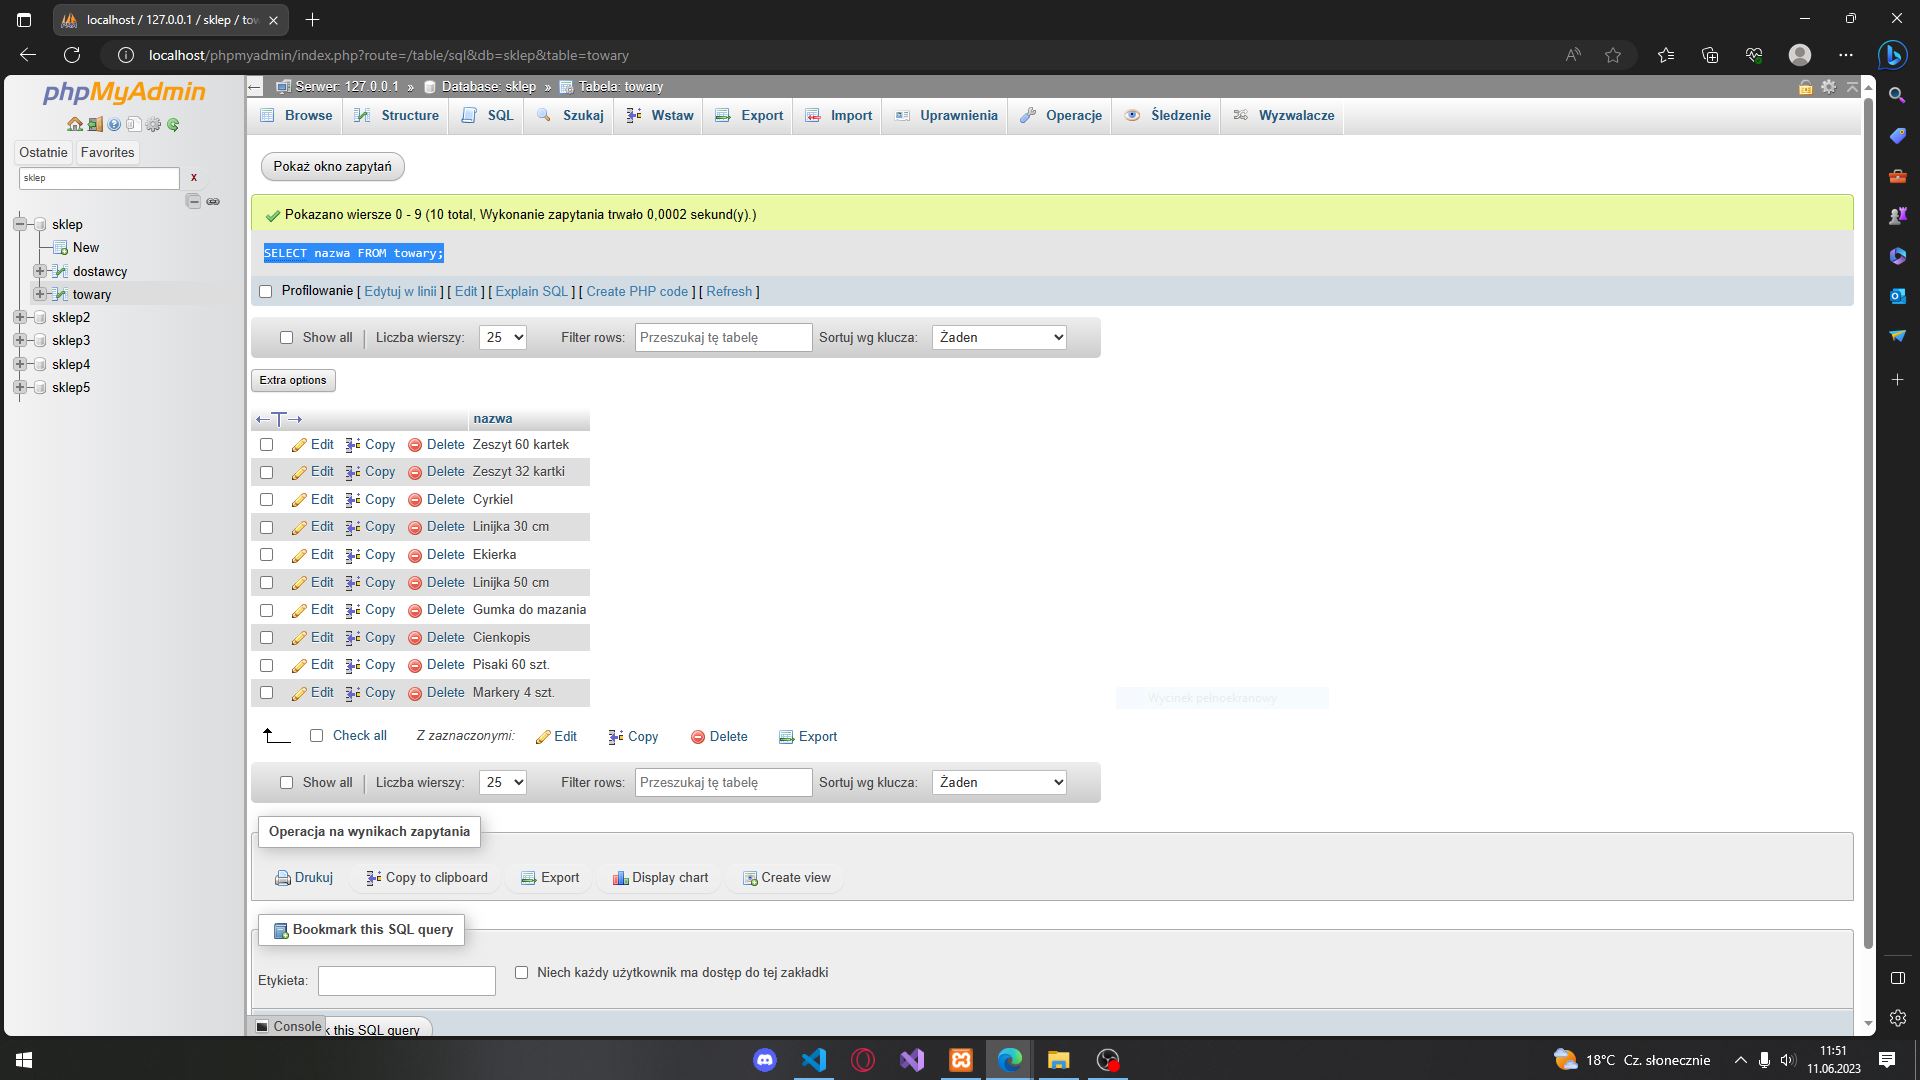 localhost / 127.0.0.1 / sklep / tow
localhost/phpmyadmin/index.php?route=/table/sql&db=sklep&table=towary
phpMyAdmin
Ostatnie Favorites
sklep x
sklep
New
dostawcy
towary
sklep2
sklep3
sklep4
sklep5
Serwer: 127.0.0.1 » Database: sklep » Tabela: towary
Browse Structure SQL Szukaj Wstaw Export Import Uprawnienia Operacje Śledzenie Wyzwalacze
Pokaż okno zapytań
Pokazano wiersze 0 - 9 (10 total, Wykonanie zapytania trwało 0,0002 sekund(y).)
SELECT nazwa FROM towary;
Profilowanie [ Edytuj w linii ] [ Edit ] [ Explain SQL ] [ Create PHP code ] [ Refresh ]
Show all Liczba wierszy: 25 Filter rows: Przeszukaj tę tabelę Sortuj wg klucza: Żaden
Extra options
←T→ nazwa
Edit Copy Delete Zeszyt 60 kartek
Edit Copy Delete Zeszyt 32 kartki
Edit Copy Delete Cyrkiel
Edit Copy Delete Linijka 30 cm
Edit Copy Delete Ekierka
Edit Copy Delete Linijka 50 cm
Edit Copy Delete Gumka do mazania
Edit Copy Delete Cienkopis
Edit Copy Delete Pisaki 60 szt.
Edit Copy Delete Markery 4 szt.
Wycinek pełnoekranowy
Check all Z zaznaczonymi: Edit Copy Delete Export
Show all Liczba wierszy: 25 Filter rows: Przeszukaj tę tabelę Sortuj wg klucza: Żaden
Operacja na wynikach zapytania
Drukuj Copy to clipboard Export Display chart Create view
Bookmark this SQL query
Etykieta: Niech każdy użytkownik ma dostęp do tej zakładki
Console k this SQL query
18°C Cz. słonecznie
11:51
11.06.2023